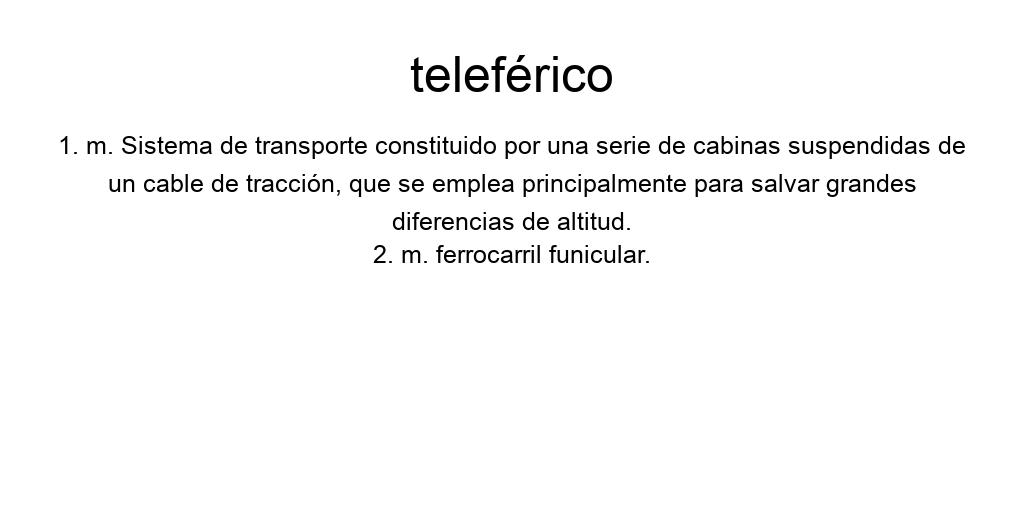 teleférico
1. m. Sistema de transporte constituido por una serie de cabinas suspendidas de
un cable de tracción, que se emplea principalmente para salvar grandes
diferencias de altitud.
2. m. ferrocarril funicular.